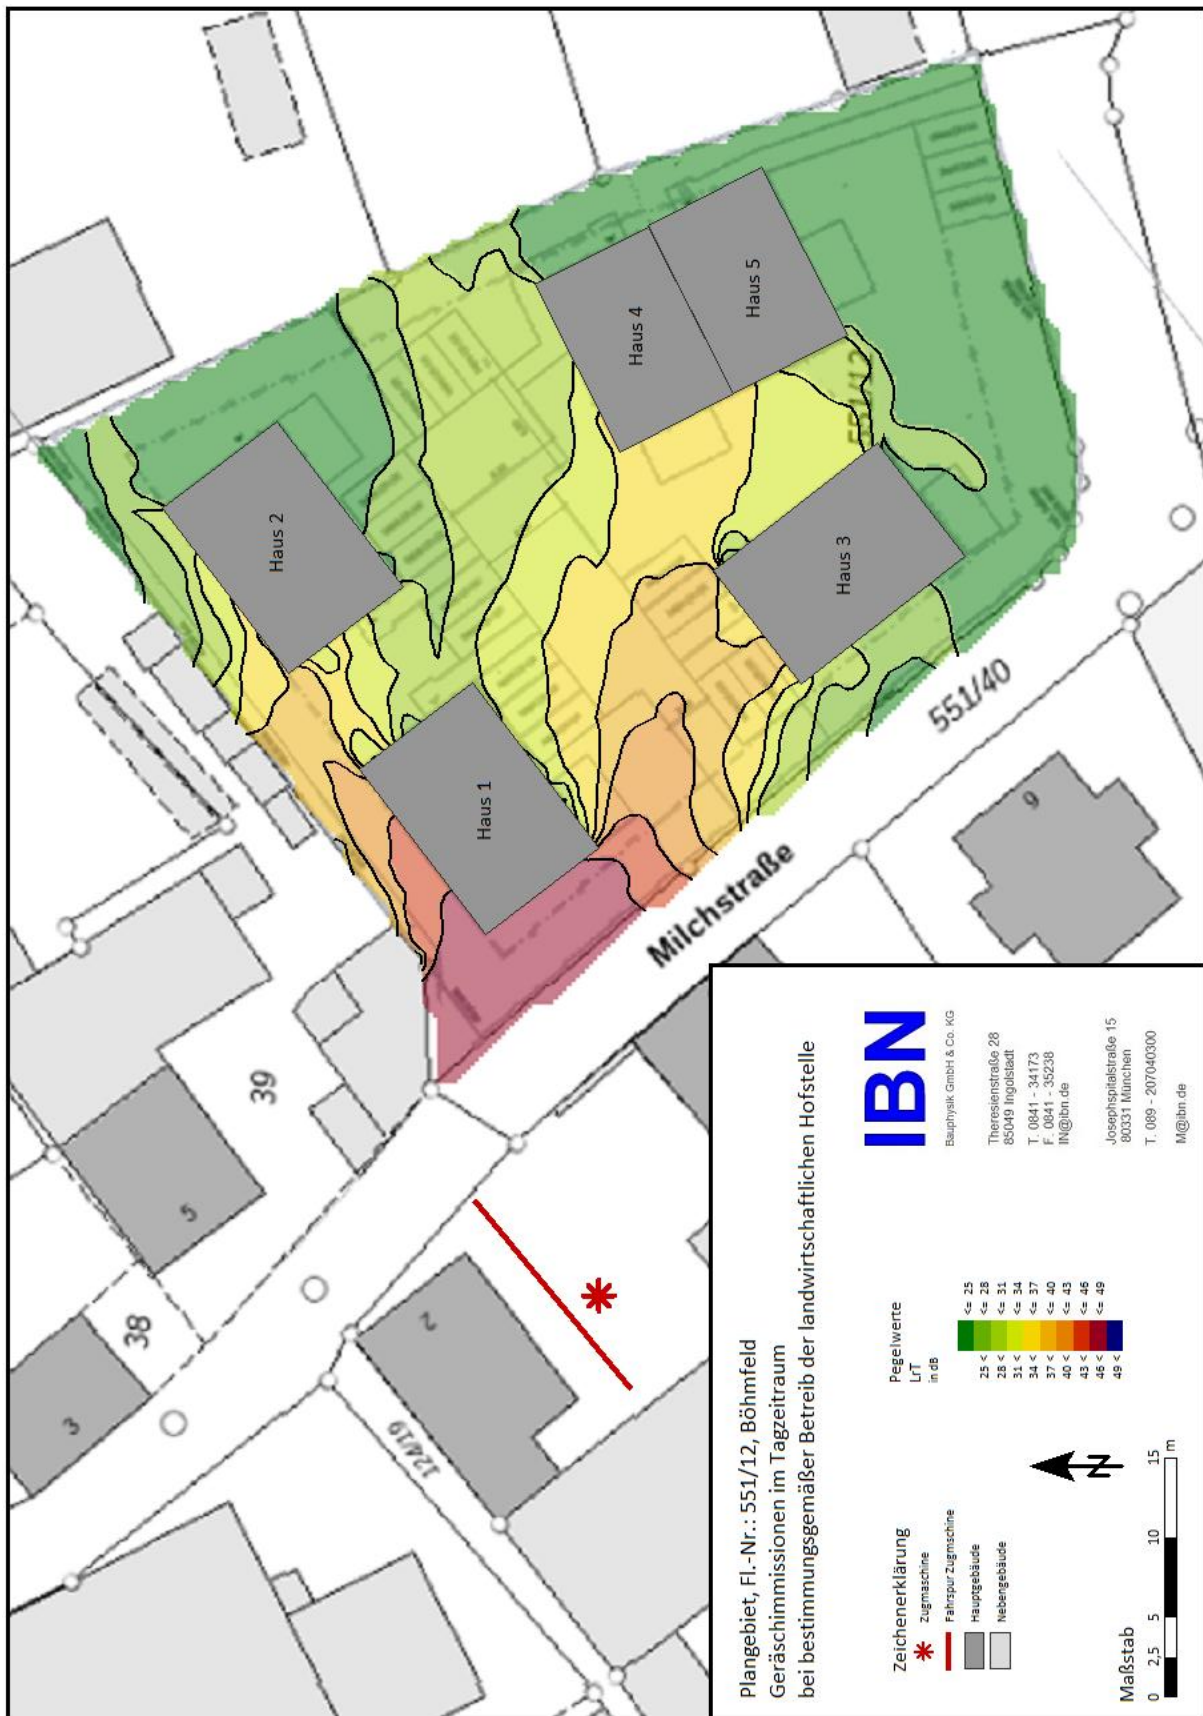 Haus 1
Haus 2
Haus 3
Haus 4
Haus 5
551/12
551/40
Milchstraße
39
38
5
3
2
9
124/19
Plangebiet, Fl.-Nr.: 551/12, Böhmfeld
Geräschimmissionen im Tagzeitraum
bei bestimmungsgemäßer Betreib der landwirtschaftlichen Hofstelle
Zeichenerklärung
Zugmaschine
Fahrspur Zugmschine
Hauptgebäude
Nebengebäude
Maßstab
0 2,5 5 10 15
m
N
Pegelwerte
LrT
in dB
<= 25
25 < <= 28
28 < <= 31
31 < <= 34
34 < <= 37
37 < <= 40
40 < <= 43
43 < <= 46
46 < <= 49
49 <
IBN
Bauphysik GmbH & Co. KG
Theresienstraße 28
85049 Ingolstadt
T. 0841 - 34173
F. 0841 - 35238
IN@ibn.de
Josephspitalstraße 15
80331 München
T. 089 - 207040300
M@ibn.de